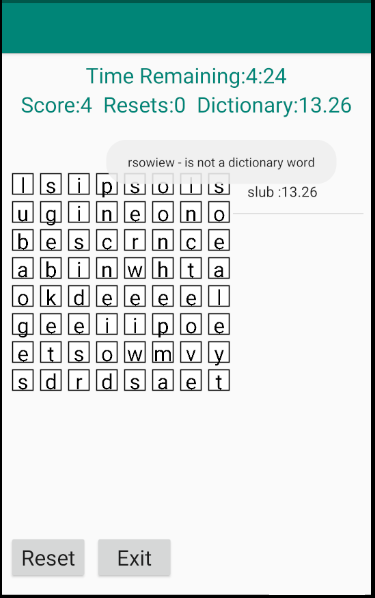 Time Remaining:4:24
Score:4 Resets:0 Dictionary:13.26
rsowiew - is not a dictionary word
l s i p s o i s
slub :13.26
u g i n e o n o
b e s c r n c e
a b i n w h t a
o k d e e e e l
g e e i i p o e
e t s o w m v y
s d r d s a e t
Reset Exit